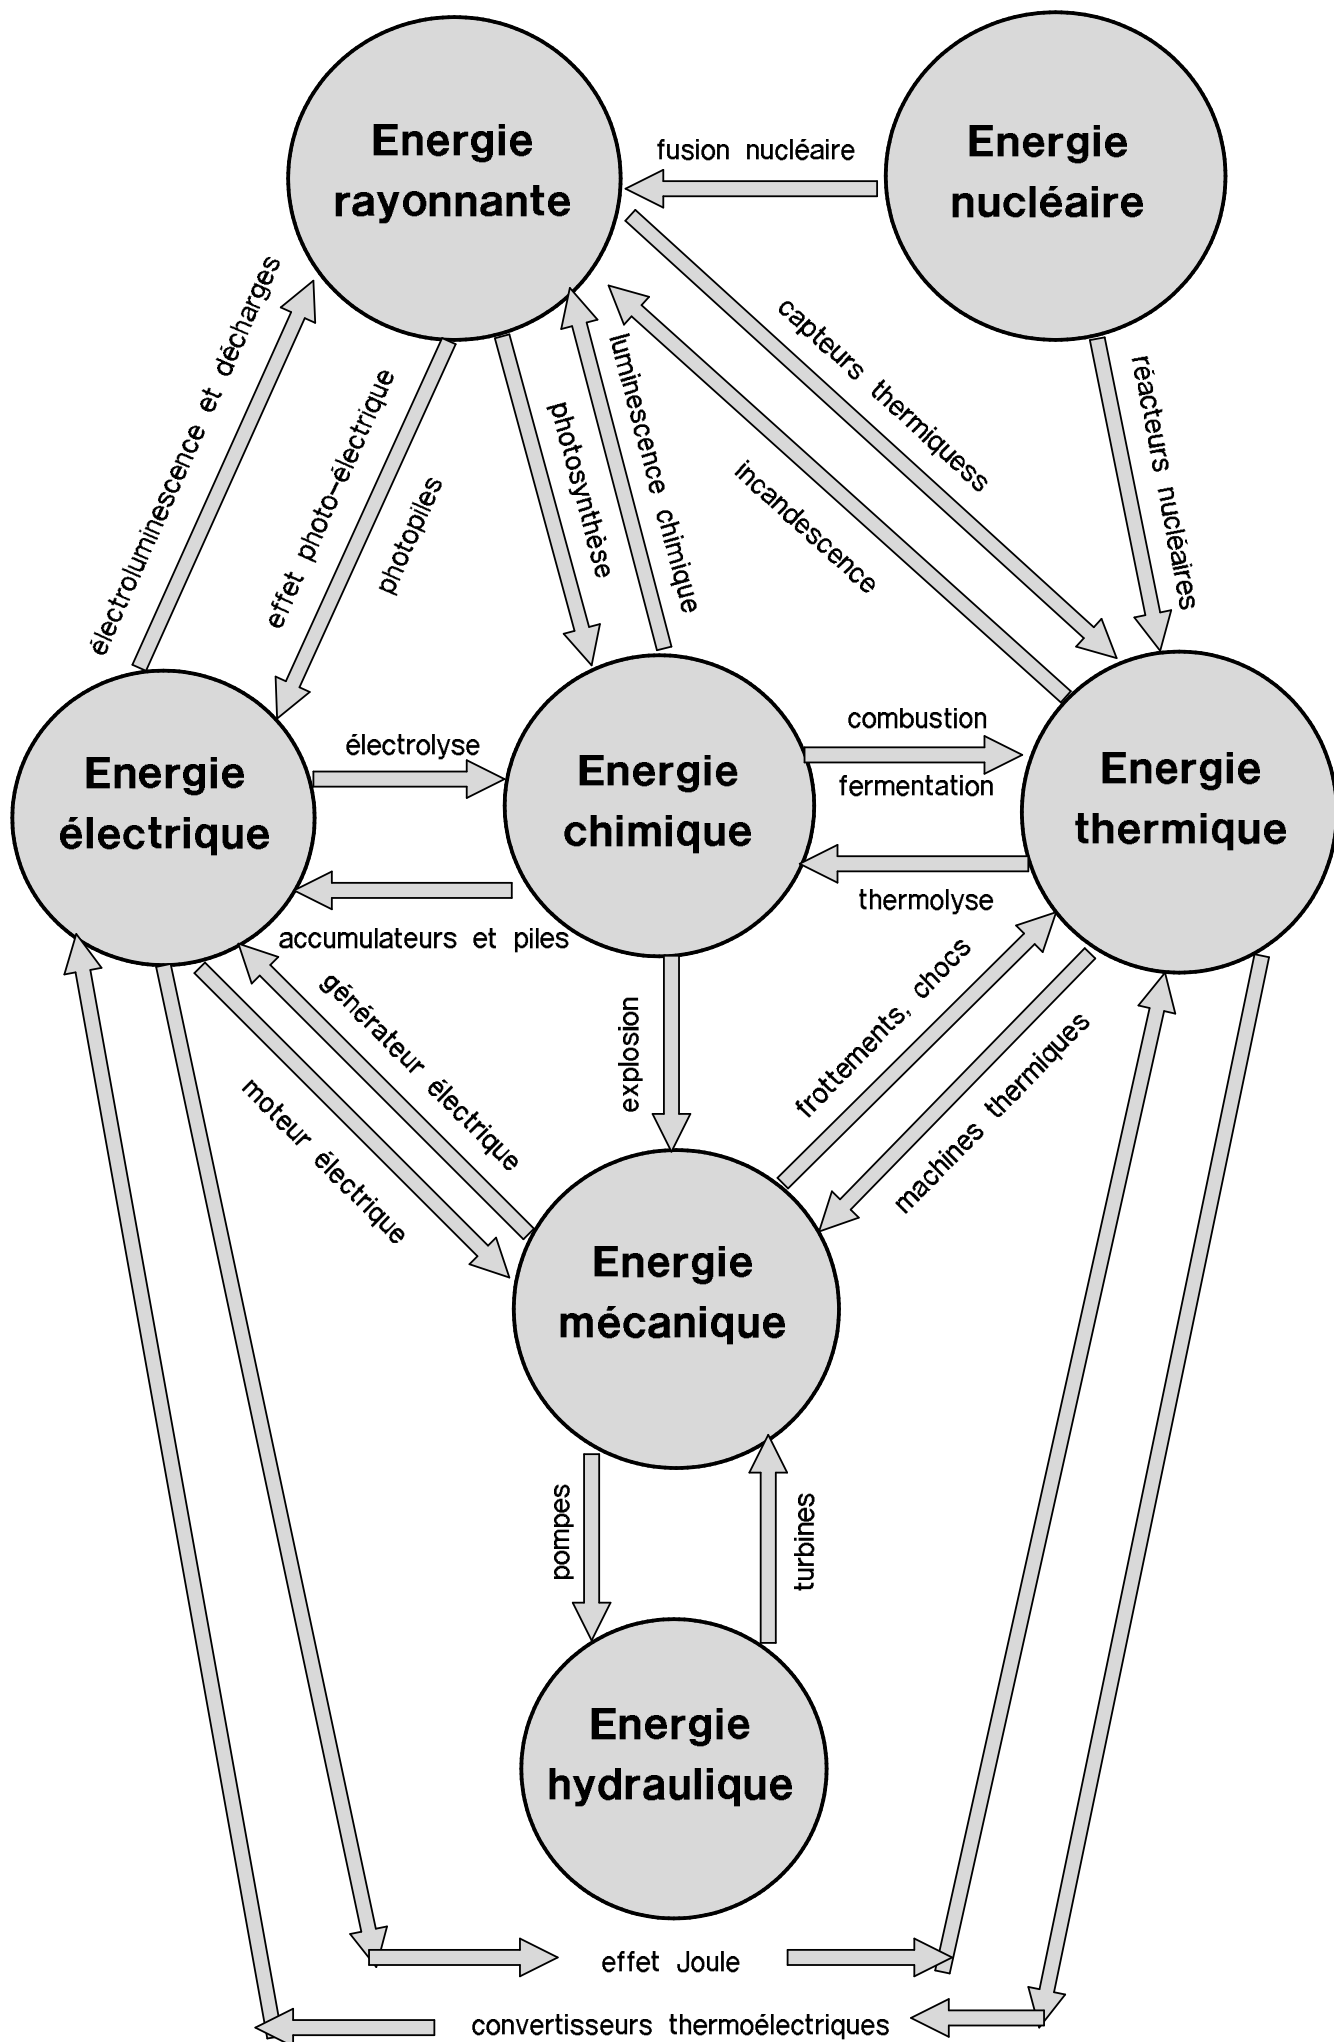 Energie
rayonnante
fusion nucléaire
Energie
nucléaire
électroluminescence et décharges
effet photo-électrique
photopiles
photosynthèse
luminescence chimique
capteurs thermiquess
incandescence
réacteurs nucléaires
Energie
électrique
électrolyse
accumulateurs et piles
Energie
chimique
combustion
fermentation
thermolyse
Energie
thermique
générateur électrique
moteur électrique
explosion
frottements, chocs
machines thermiques
Energie
mécanique
pompes
turbines
Energie
hydraulique
effet Joule
convertisseurs thermoélectriques